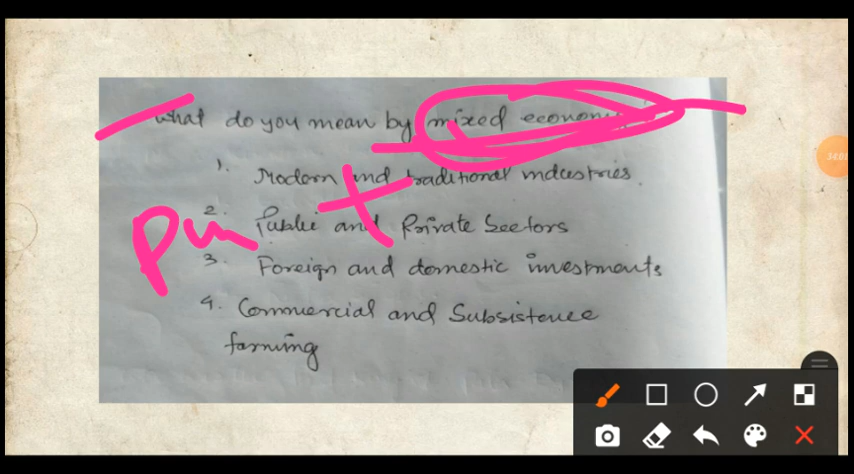 what do you mean by mixed econom
1. Modern and traditional industries.
2. Public and Private Sectors
3. Foreign and domestic investments
4. Commercial and Subsistence
farming
Pu